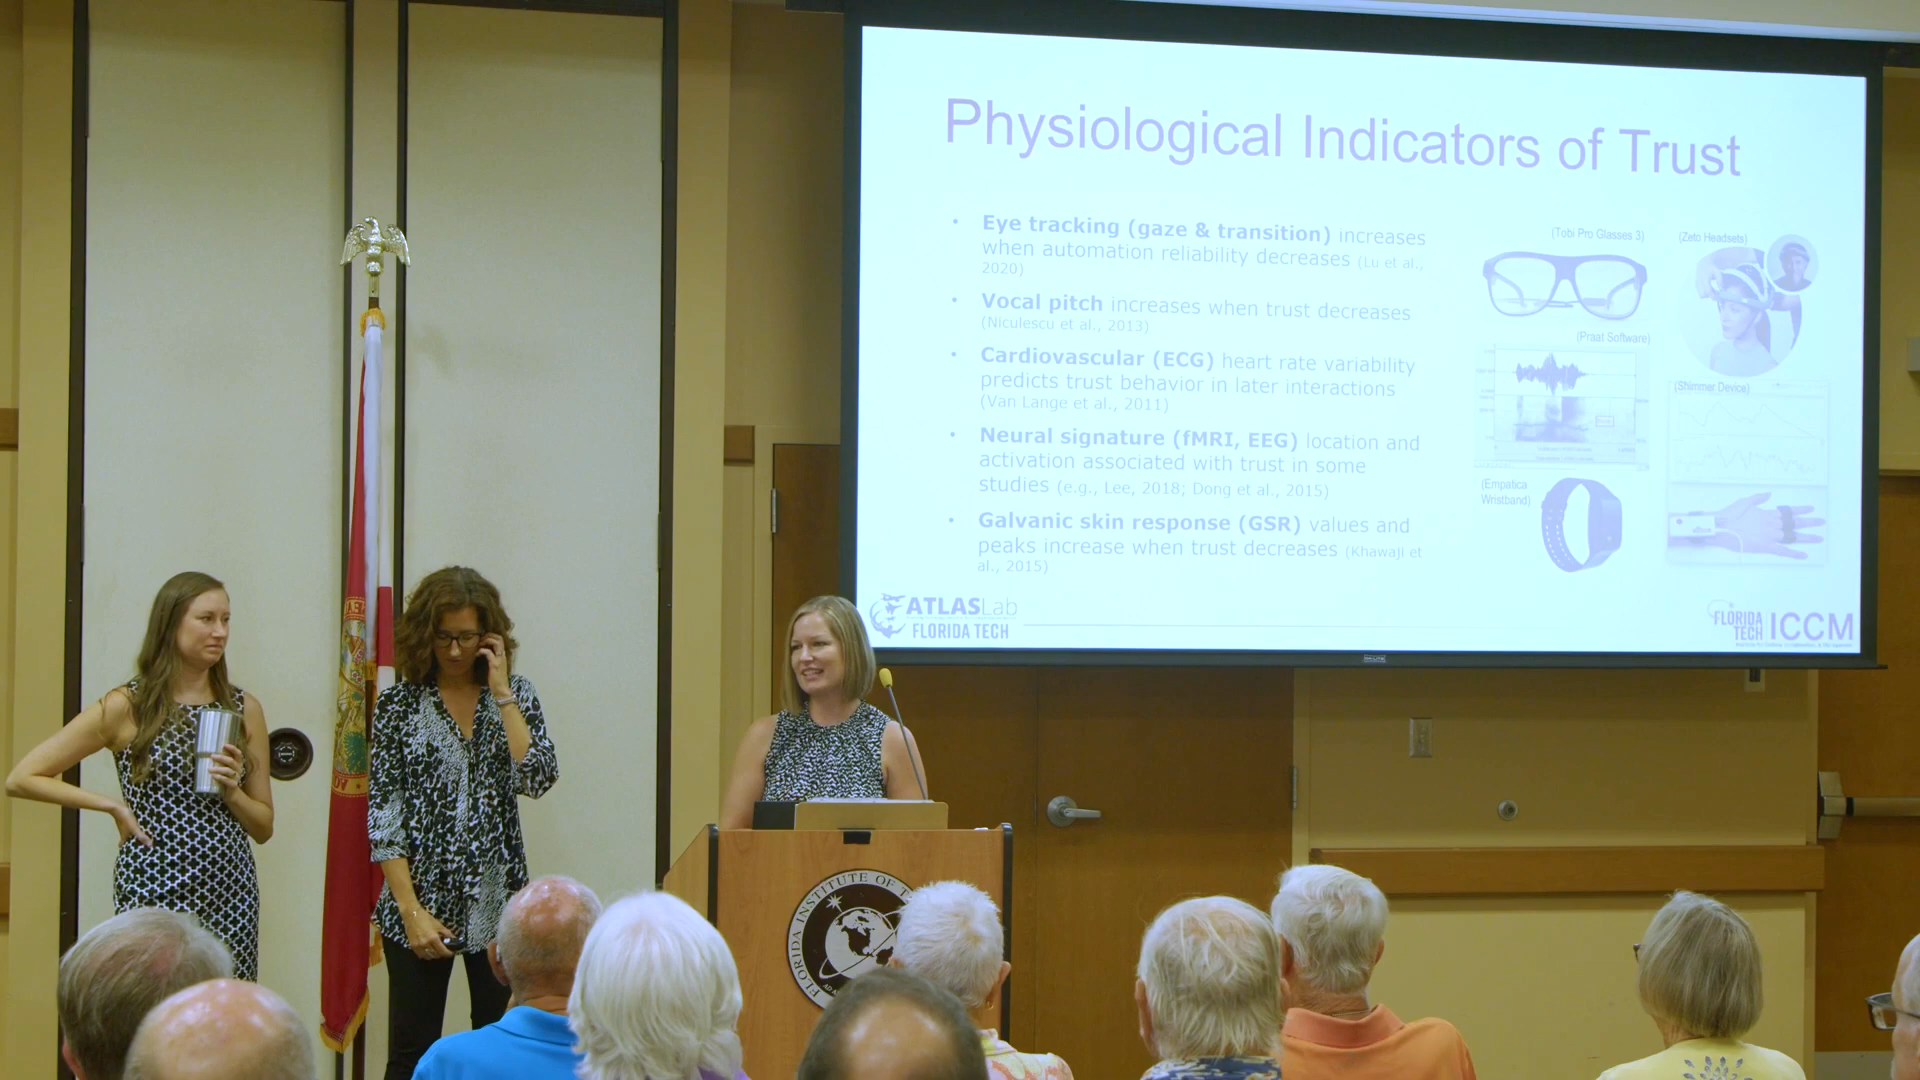 Physiological Indicators of Trust
• Eye tracking (gaze & transition) increases
when automation reliability decreases (Lu et al.,
2020)
• Vocal pitch increases when trust decreases
(Niculescu et al., 2013)
• Cardiovascular (ECG) heart rate variability
predicts trust behavior in later interactions
(Van Lange et al., 2011)
• Neural signature (fMRI, EEG) location and
activation associated with trust in some
studies (e.g., Lee, 2018; Dong et al., 2015)
• Galvanic skin response (GSR) values and
peaks increase when trust decreases (Khawaji et
al., 2015)
(Tobi Pro Glasses 3)
(Zeto Headsets)
(Praat Software)
(Shimmer Device)
(Empatica
Wristband)
ATLASLab
FLORIDA TECH
FLORIDA
TECH
ICCM
FLORIDA INSTITUTE OF